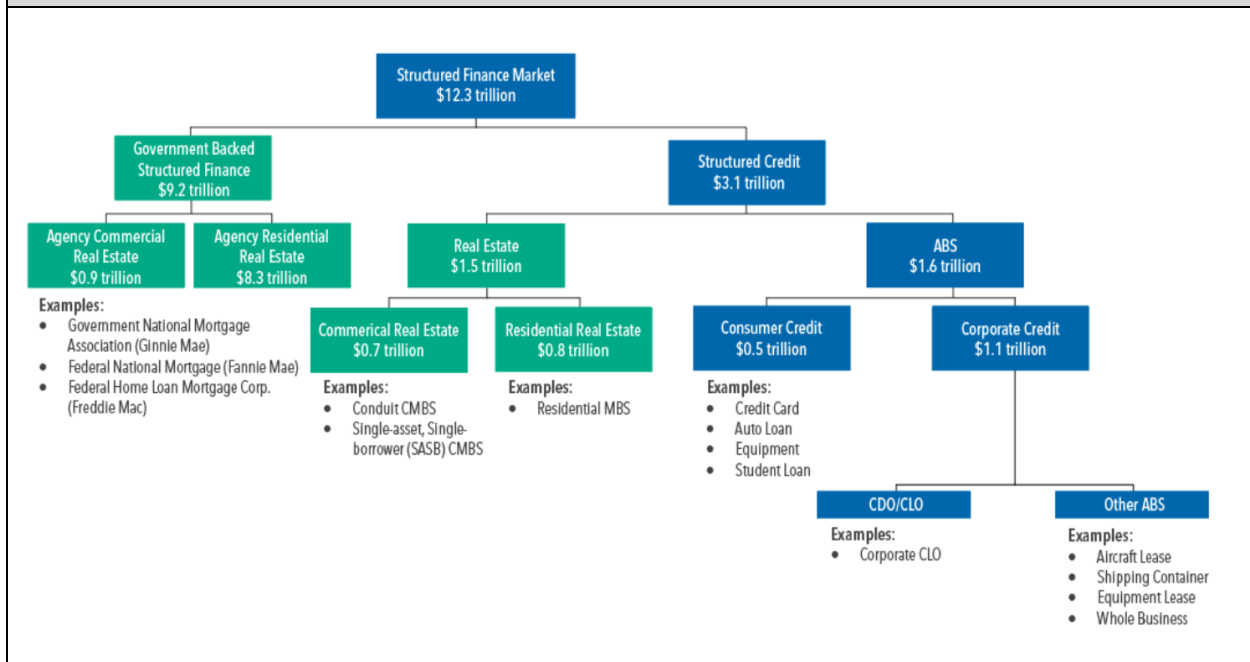 Structured Finance Market
$12.3 trillion
Government Backed
Structured Finance
$9.2 trillion
Structured Credit
$3.1 trillion
Agency Commercial
Real Estate
$0.9 trillion
Agency Residential
Real Estate
$8.3 trillion
Real Estate
$1.5 trillion
ABS
$1.6 trillion
Examples:
• Government National Mortgage
Association (Ginnie Mae)
• Federal National Mortgage (Fannie Mae)
• Federal Home Loan Mortgage Corp.
(Freddie Mac)
Commerical Real Estate
$0.7 trillion
Residential Real Estate
$0.8 trillion
Consumer Credit
$0.5 trillion
Corporate Credit
$1.1 trillion
Examples:
• Conduit CMBS
• Single-asset, Single-
borrower (SASB) CMBS
Examples:
• Residential MBS
Examples:
• Credit Card
• Auto Loan
• Equipment
• Student Loan
CDO/CLO
Examples:
• Corporate CLO
Other ABS
Examples:
• Aircraft Lease
• Shipping Container
• Equipment Lease
• Whole Business